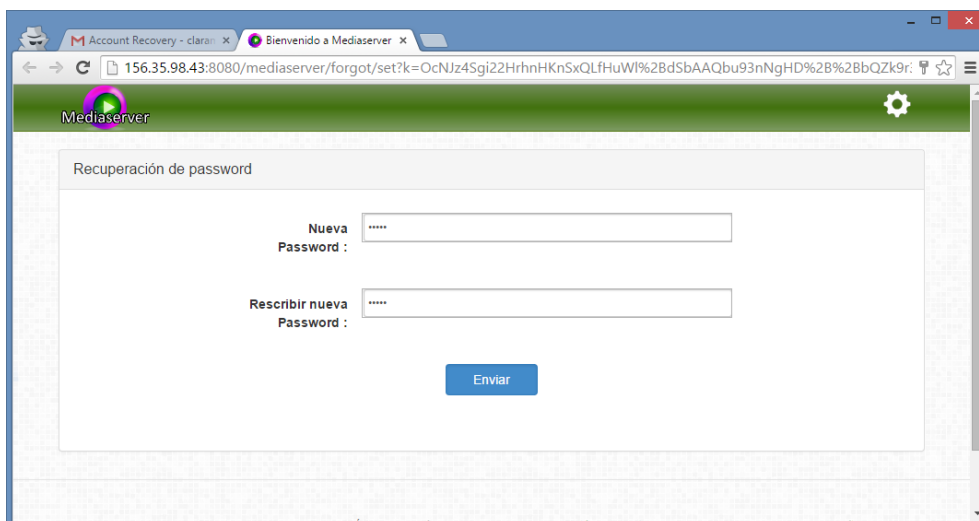 Account Recovery - claran
Bienvenido a Mediaserver
156.35.98.43:8080/mediaserver/forgot/set?k=OcNJz4Sgi22HrhnHKnSxQLfHuWl%2BdSbAAQbu93nNgHD%2B%2BbQZk9r
Mediaserver
Recuperación de password
Nueva
Password :
•••••
Rescribir nueva
Password :
•••••
Enviar